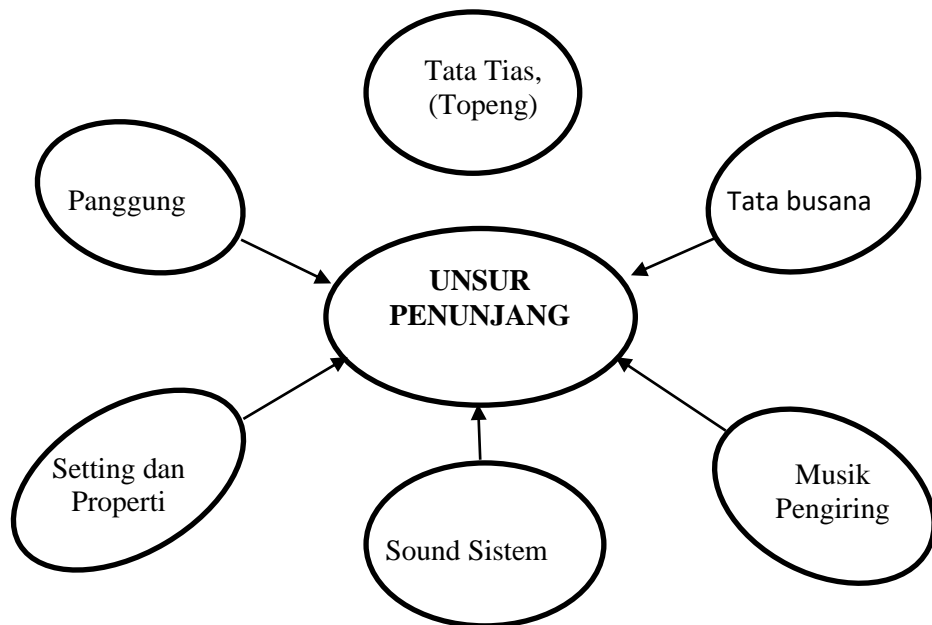 Tata Tias,
(Topeng)
Panggung
Tata busana
UNSUR
PENUNJANG
Setting dan
Properti
Musik
Pengiring
Sound Sistem